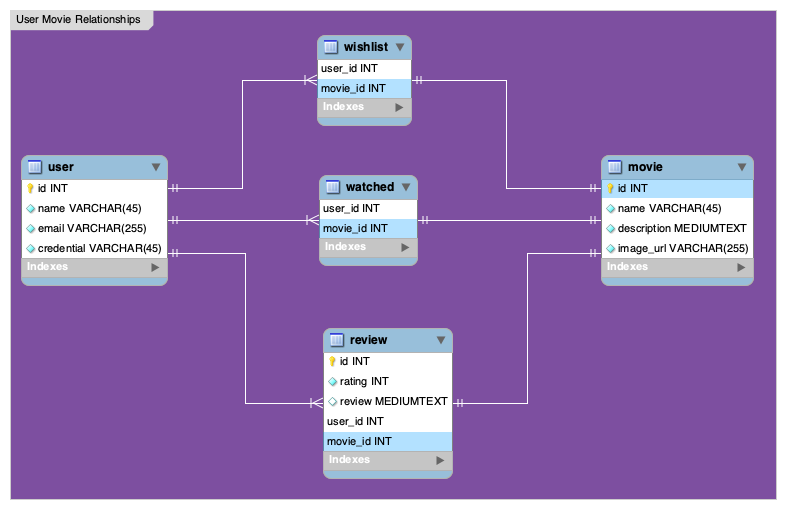 User Movie Relationships
wishlist
user_id INT
movie_id INT
Indexes
user
id INT
name VARCHAR(45)
email VARCHAR(255)
credential VARCHAR(45)
Indexes
watched
user_id INT
movie_id INT
Indexes
movie
id INT
name VARCHAR(45)
description MEDIUMTEXT
image_url VARCHAR(255)
Indexes
review
id INT
rating INT
review MEDIUMTEXT
user_id INT
movie_id INT
Indexes